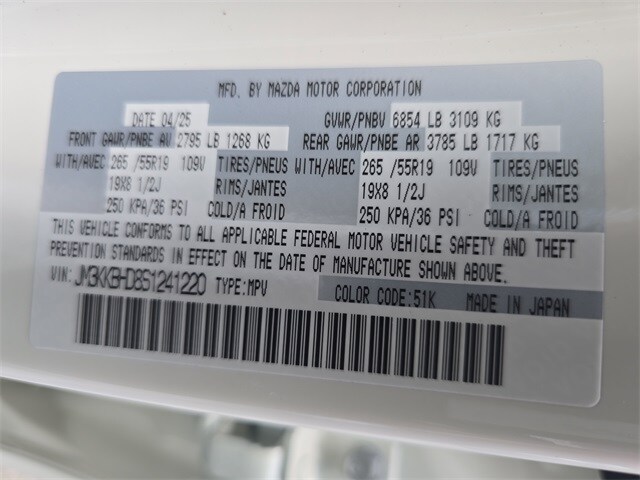 MFD. BY MAZDA MOTOR CORPORATION
DATE 04/25 GVWR/PNBV 6854 LB 3109 KG
FRONT GAWR/PNBE AV 2795 LB 1268 KG REAR GAWR/PNBE AR 3785 LB 1717 KG
WITH/AVEC 265 /55R19 109V TIRES/PNEUS WITH/AVEC 265 /55R19 109V TIRES/PNEUS
19X8 1/2J RIMS/JANTES 19X8 1/2J RIMS/JANTES
250 KPA/36 PSI COLD/A FROID 250 KPA/36 PSI COLD/A FROID
THIS VEHICLE CONFORMS TO ALL APPLICABLE FEDERAL MOTOR VEHICLE SAFETY AND THEFT
PREVENTION STANDARDS IN EFFECT ON THE DATE OF MANUFACTURE SHOWN ABOVE.
VIN: JM3KKBHD8S1241220 TYPE:MPV COLOR CODE:51K MADE IN JAPAN